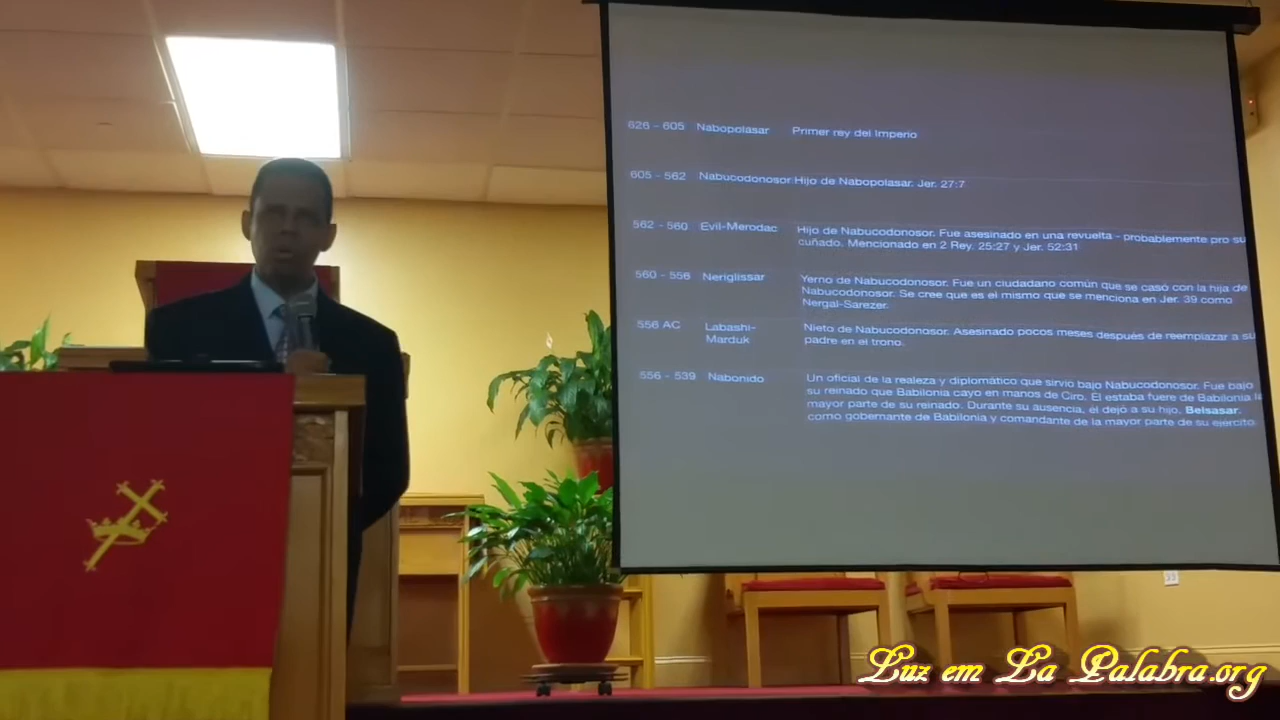 626 - 605 Nabopolasar Primer rey del Imperio
605 - 562 Nabucodonosor Hijo de Nabopolasar. Jer. 27:7
562 - 560 Evil-Merodac Hijo de Nabucodonosor. Fue asesinado en una revuelta - probablemente pro su
cuñado. Mencionado en 2 Rey. 25:27 y Jer. 52:31
560 - 556 Neriglissar Yerno de Nabucodonosor. Fue un ciudadano común que se casó con la hija de
Nabucodonosor. Se cree que es el mismo que se menciona en Jer. 39 como
Nergal-Sarezer.
556 AC Labashi- Nieto de Nabucodonosor. Asesinado pocos meses después de reemplazar a su
Marduk padre en el trono.
556 - 539 Nabonido Un oficial de la realeza y diplomático que sirvió bajo Nabucodonosor. Fue bajo
su reinado que Babilonia cayo en manos de Ciro. El estaba fuere de Babilonia la
mayor parte de su reinado. Durante su ausencia, él dejó a su hijo, Belsasar,
como gobernante de Babilonia y comandante de la mayor parte de su ejercito.
Luz em La Palabra.org